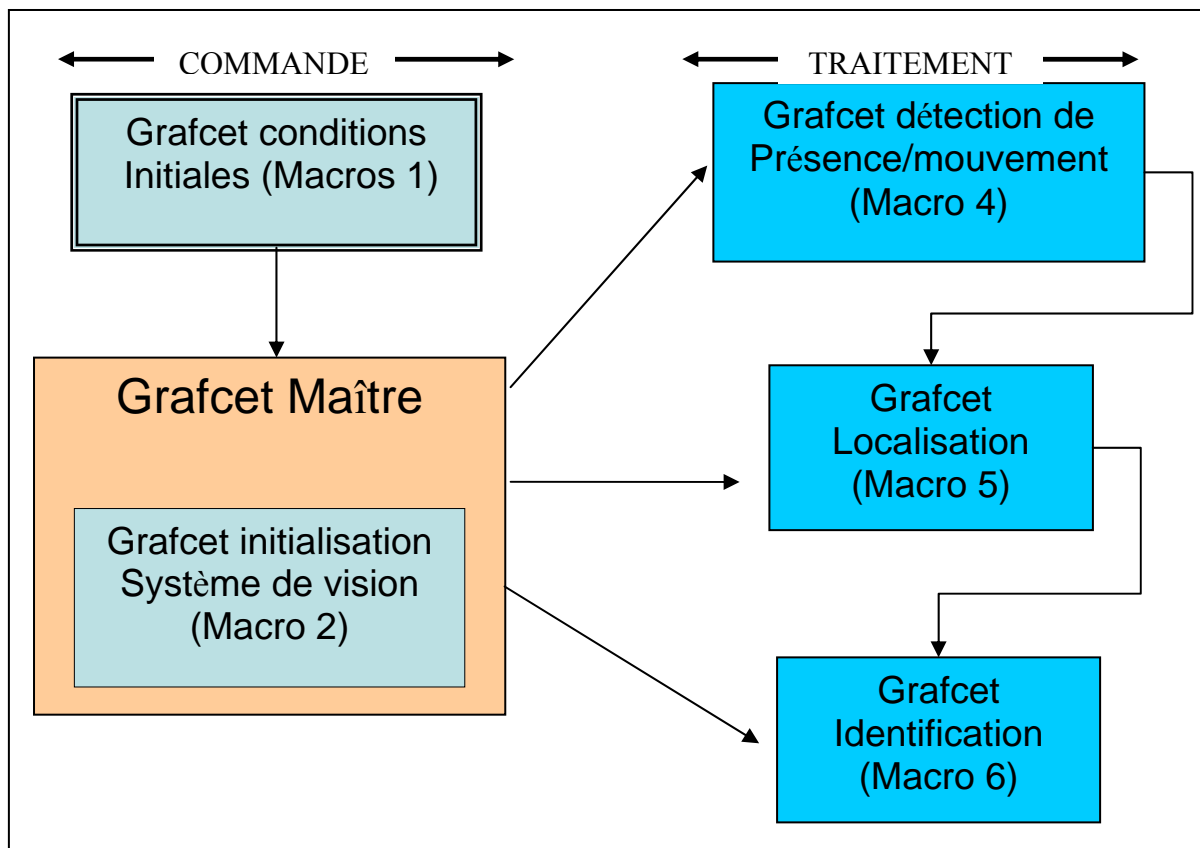 COMMANDE
Grafcet conditions
Initiales (Macros 1)
Grafcet Maître
Grafcet initialisation
Système de vision
(Macro 2)
TRAITEMENT
Grafcet détection de
Présence/mouvement
(Macro 4)
Grafcet
Localisation
(Macro 5)
Grafcet
Identification
(Macro 6)